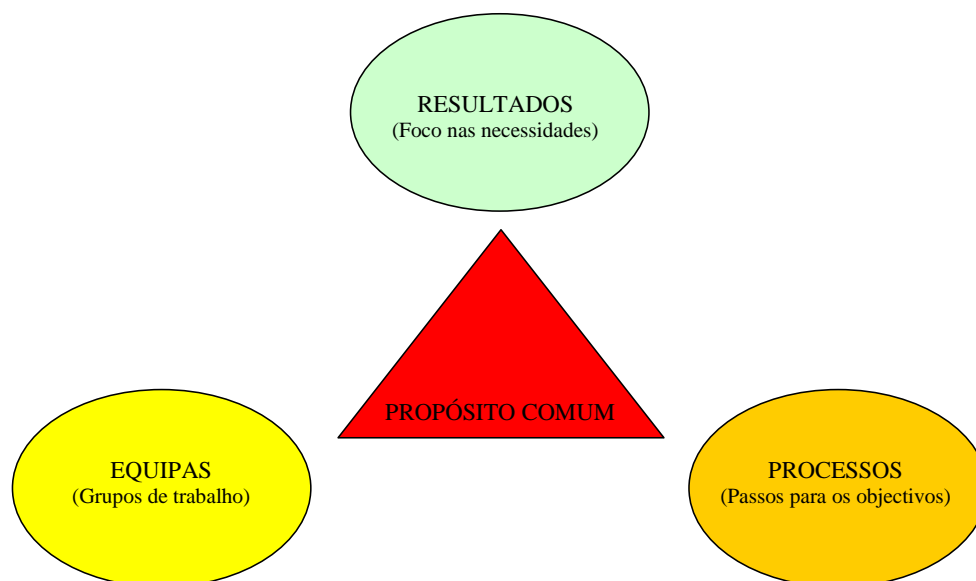 RESULTADOS
(Foco nas necessidades)
PROPÓSITO COMUM
EQUIPAS
(Grupos de trabalho)
PROCESSOS
(Passos para os objectivos)